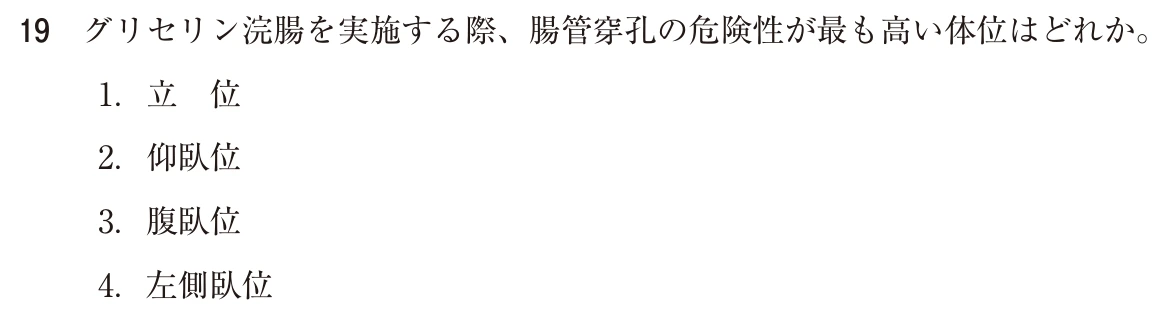 19 グリセリン浣腸を実施する際、腸管穿孔の危険性が最も高い体位はどれか。
1. 立 位
2. 仰臥位
3. 腹臥位
4. 左側臥位